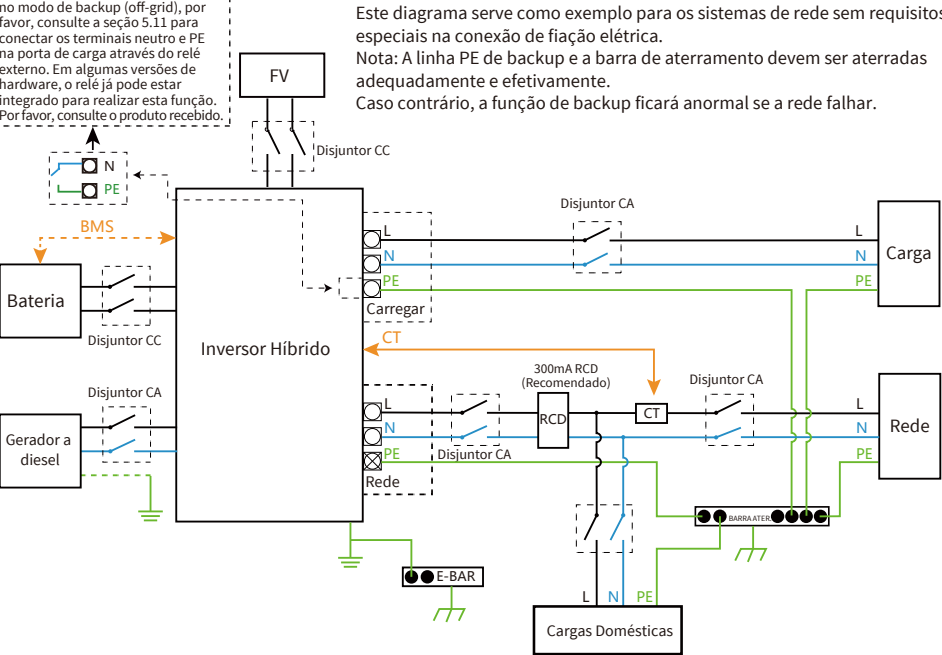 no modo de backup (off-grid), por
favor, consulte a seção 5.11 para
conectar os terminais neutro e PE
na porta de carga através do relé
externo. Em algumas versões de
hardware, o relé já pode estar
integrado para realizar esta função.
Por favor, consulte o produto recebido.
Este diagrama serve como exemplo para os sistemas de rede sem requisitos
especiais na conexão de fiação elétrica.
Nota: A linha PE de backup e a barra de aterramento devem ser aterradas
adequadamente e efetivamente.
Caso contrário, a função de backup ficará anormal se a rede falhar.
FV
Disjuntor CC
N
PE
BMS
Bateria
Disjuntor CC
Disjuntor CA
Gerador a
diesel
Inversor Híbrido
L
N
PE
Carregar
Disjuntor CA
L
N
PE
Carga
CT
300mA RCD
(Recomendado)
Disjuntor CA
L
N
PE
Rede
Disjuntor CA
RCD
CT
L
N
PE
Rede
BARRA ATER.
E-BAR
L
N
PE
Cargas Domésticas